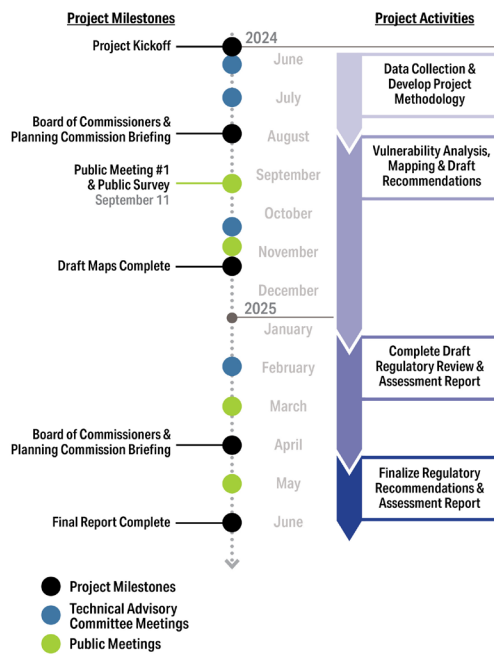 Project Milestones
Project Activities
2024
Project Kickoff
June
Data Collection &
Develop Project
Methodology
July
Board of Commissioners &
Planning Commission Briefing
August
Vulnerability Analysis,
Mapping & Draft
Recommendations
Public Meeting #1
& Public Survey
September 11
September
October
November
Draft Maps Complete
December
2025
January
Complete Draft
Regulatory Review &
Assessment Report
February
March
Board of Commissioners &
Planning Commission Briefing
April
Finalize Regulatory
Recommendations &
Assessment Report
May
Final Report Complete
June
Project Milestones
Technical Advisory
Committee Meetings
Public Meetings